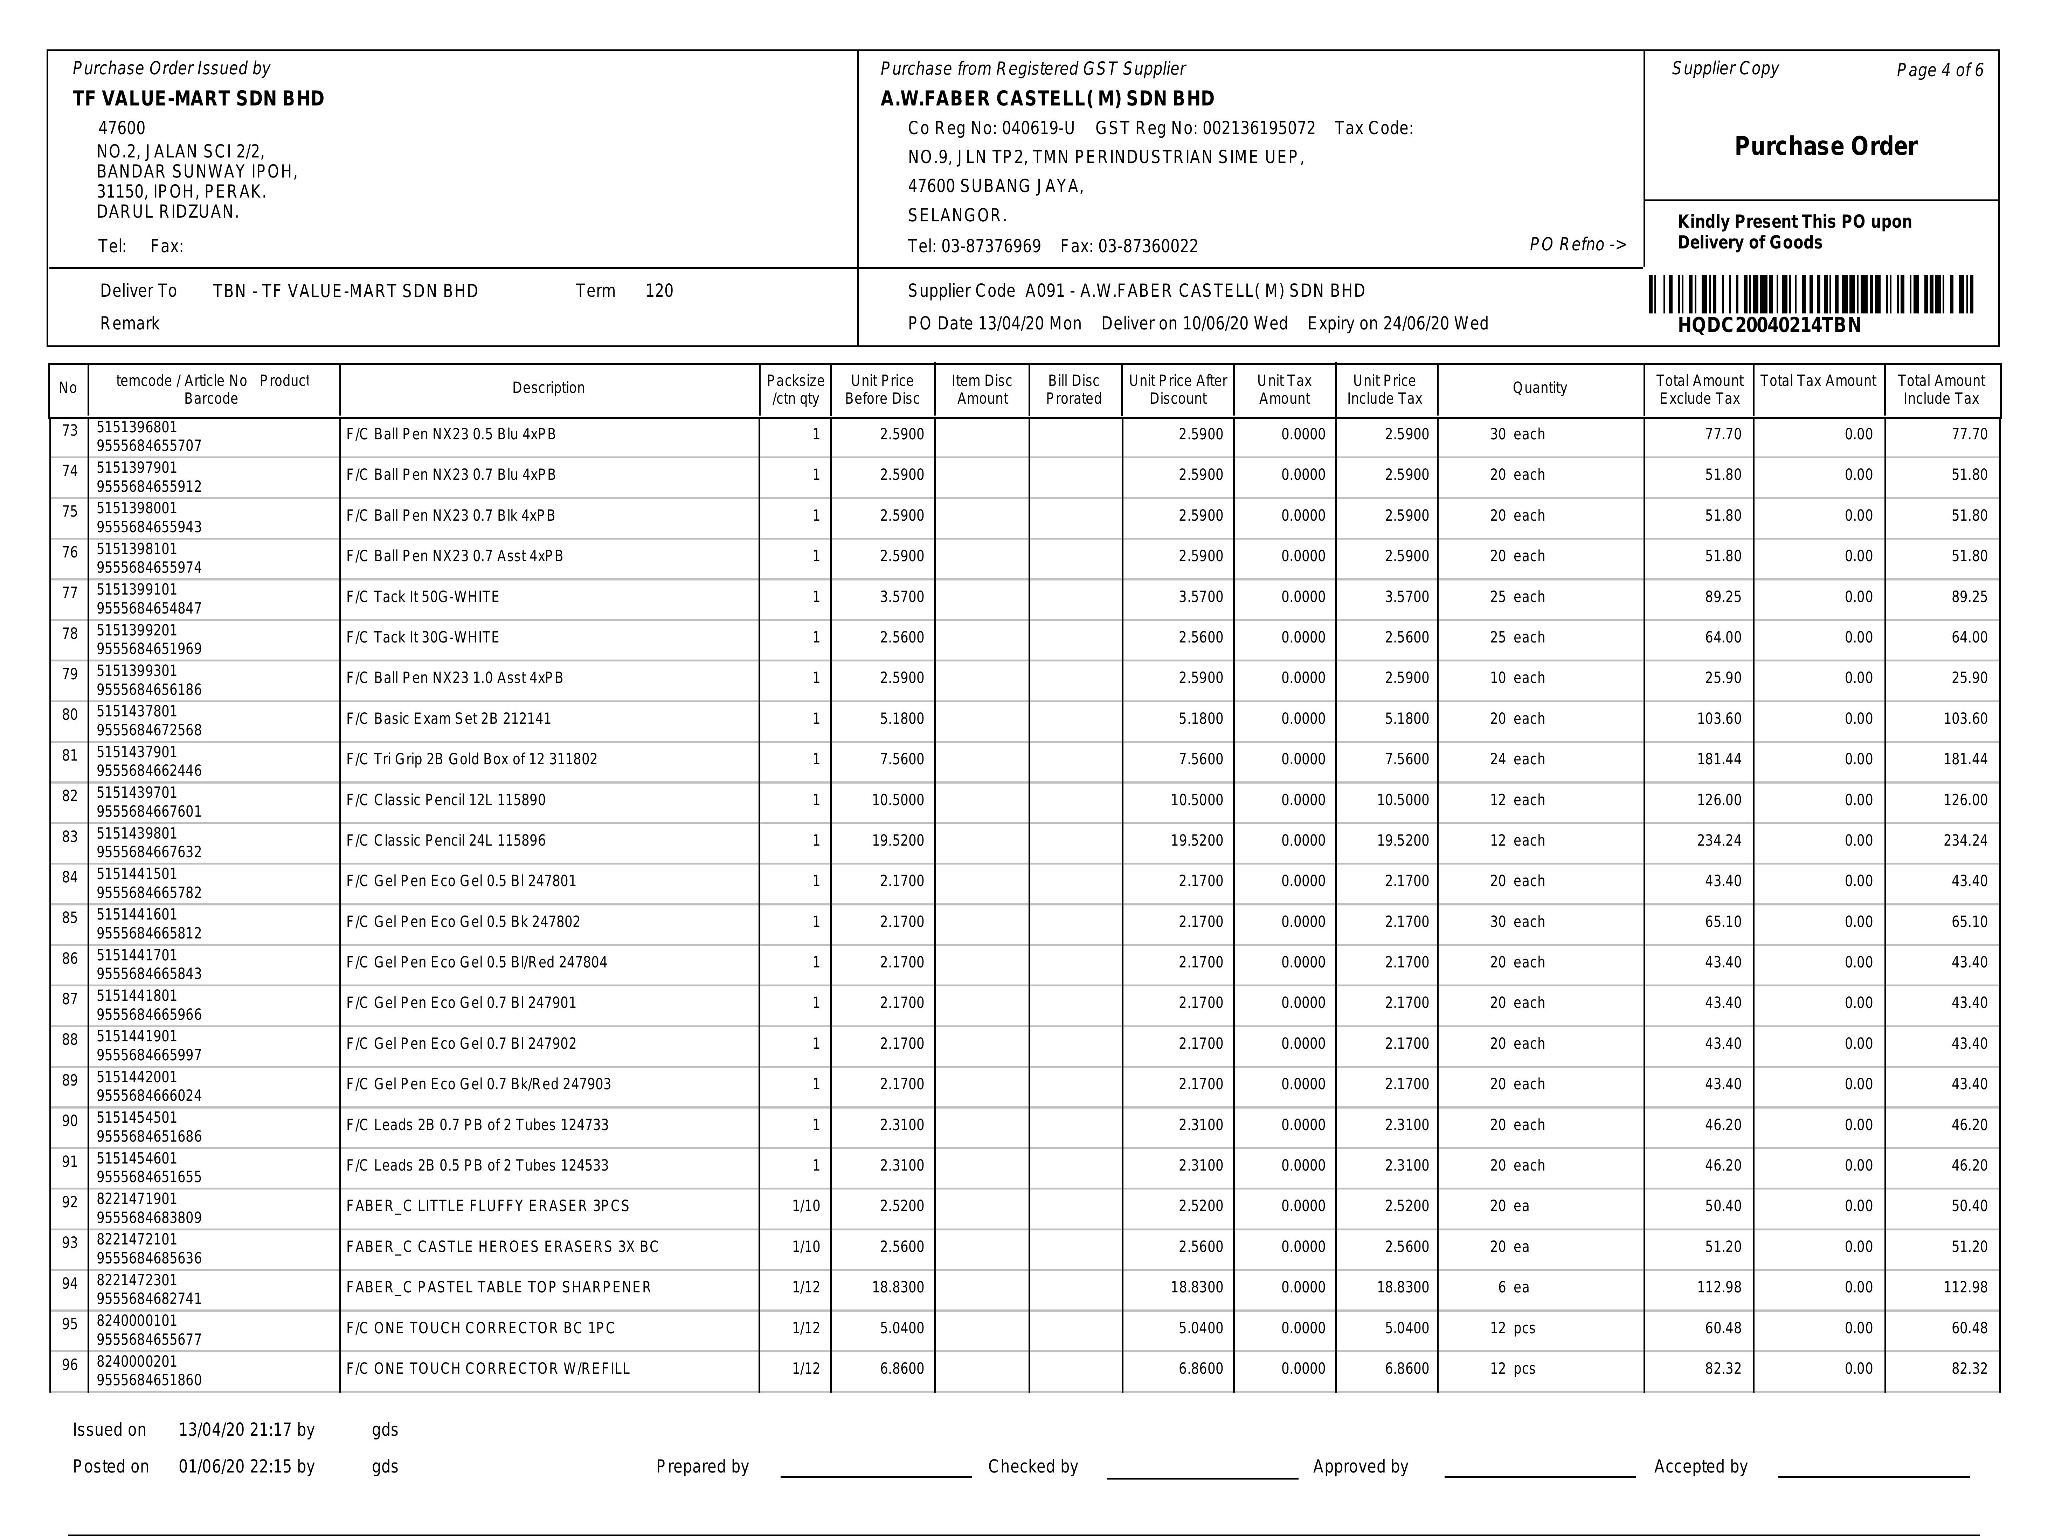 Purchase Order Issued by
TF VALUE-MART SDN BHD
47600
NO.2, JALAN SCI 2/2,
BANDAR SUNWAY IPOH,
31150, IPOH, PERAK.
DARUL RIDZUAN.
Tel: Fax:
Purchase from Registered GST Supplier
A.W.FABER CASTELL( M) SDN BHD
Co Reg No: 040619-U GST Reg No: 002136195072 Tax Code:
NO.9, JLN TP2, TMN PERINDUSTRIAN SIME UEP,
47600 SUBANG JAYA,
SELANGOR.
Tel: 03-87376969 Fax: 03-87360022 PO Refno ->
Supplier Copy Page 4 of 6
Purchase Order
Kindly Present This PO upon
Delivery of Goods
HQDC20040214TBN
Deliver To TBN - TF VALUE-MART SDN BHD Term 120
Remark
Supplier Code A091 - A.W.FABER CASTELL( M) SDN BHD
PO Date 13/04/20 Mon Deliver on 10/06/20 Wed Expiry on 24/06/20 Wed
No temcode / Article No Product Barcode Description Packsize /ctn qty Unit Price Before Disc Item Disc Amount Bill Disc Prorated Unit Price After Discount Unit Tax Amount Unit Price Include Tax Quantity Total Amount Exclude Tax Total Tax Amount Total Amount Include Tax
73 5151396801 F/C Ball Pen NX23 0.5 Blu 4xPB 1 2.5900 2.5900 0.0000 2.5900 30 each 77.70 0.00 77.70
9555684655707
74 5151397901 F/C Ball Pen NX23 0.7 Blu 4xPB 1 2.5900 2.5900 0.0000 2.5900 20 each 51.80 0.00 51.80
9555684655912
75 5151398001 F/C Ball Pen NX23 0.7 Blk 4xPB 1 2.5900 2.5900 0.0000 2.5900 20 each 51.80 0.00 51.80
9555684655943
76 5151398101 F/C Ball Pen NX23 0.7 Asst 4xPB 1 2.5900 2.5900 0.0000 2.5900 20 each 51.80 0.00 51.80
9555684655974
77 5151399101 F/C Tack It 50G-WHITE 1 3.5700 3.5700 0.0000 3.5700 25 each 89.25 0.00 89.25
9555684654847
78 5151399201 F/C Tack It 30G-WHITE 1 2.5600 2.5600 0.0000 2.5600 25 each 64.00 0.00 64.00
9555684651969
79 5151399301 F/C Ball Pen NX23 1.0 Asst 4xPB 1 2.5900 2.5900 0.0000 2.5900 10 each 25.90 0.00 25.90
9555684656186
80 5151437801 F/C Basic Exam Set 2B 212141 1 5.1800 5.1800 0.0000 5.1800 20 each 103.60 0.00 103.60
9555684672568
81 5151437901 F/C Tri Grip 2B Gold Box of 12 311802 1 7.5600 7.5600 0.0000 7.5600 24 each 181.44 0.00 181.44
9555684662446
82 5151439701 F/C Classic Pencil 12L 115890 1 10.5000 10.5000 0.0000 10.5000 12 each 126.00 0.00 126.00
9555684667601
83 5151439801 F/C Classic Pencil 24L 115896 1 19.5200 19.5200 0.0000 19.5200 12 each 234.24 0.00 234.24
9555684667632
84 5151441501 F/C Gel Pen Eco Gel 0.5 Bl 247801 1 2.1700 2.1700 0.0000 2.1700 20 each 43.40 0.00 43.40
9555684665782
85 5151441601 F/C Gel Pen Eco Gel 0.5 Bk 247802 1 2.1700 2.1700 0.0000 2.1700 30 each 65.10 0.00 65.10
9555684665812
86 5151441701 F/C Gel Pen Eco Gel 0.5 Bl/Red 247804 1 2.1700 2.1700 0.0000 2.1700 20 each 43.40 0.00 43.40
9555684665843
87 5151441801 F/C Gel Pen Eco Gel 0.7 Bl 247901 1 2.1700 2.1700 0.0000 2.1700 20 each 43.40 0.00 43.40
9555684665966
88 5151441901 F/C Gel Pen Eco Gel 0.7 Bl 247902 1 2.1700 2.1700 0.0000 2.1700 20 each 43.40 0.00 43.40
9555684665997
89 5151442001 F/C Gel Pen Eco Gel 0.7 Bk/Red 247903 1 2.1700 2.1700 0.0000 2.1700 20 each 43.40 0.00 43.40
9555684666024
90 5151454501 F/C Leads 2B 0.7 PB of 2 Tubes 124733 1 2.3100 2.3100 0.0000 2.3100 20 each 46.20 0.00 46.20
9555684651686
91 5151454601 F/C Leads 2B 0.5 PB of 2 Tubes 124533 1 2.3100 2.3100 0.0000 2.3100 20 each 46.20 0.00 46.20
9555684651655
92 8221471901 FABER_C LITTLE FLUFFY ERASER 3PCS 1/10 2.5200 2.5200 0.0000 2.5200 20 ea 50.40 0.00 50.40
9555684683809
93 8221472101 FABER_C CASTLE HEROES ERASERS 3X BC 1/10 2.5600 2.5600 0.0000 2.5600 20 ea 51.20 0.00 51.20
9555684685636
94 8221472301 FABER_C PASTEL TABLE TOP SHARPENER 1/12 18.8300 18.8300 0.0000 18.8300 6 ea 112.98 0.00 112.98
9555684682741
95 8240000101 F/C ONE TOUCH CORRECTOR BC 1PC 1/12 5.0400 5.0400 0.0000 5.0400 12 pcs 60.48 0.00 60.48
9555684655677
96 8240000201 F/C ONE TOUCH CORRECTOR W/REFILL 1/12 6.8600 6.8600 0.0000 6.8600 12 pcs 82.32 0.00 82.32
9555684651860
Issued on 13/04/20 21:17 by gds
Posted on 01/06/20 22:15 by gds Prepared by Checked by Approved by Accepted by